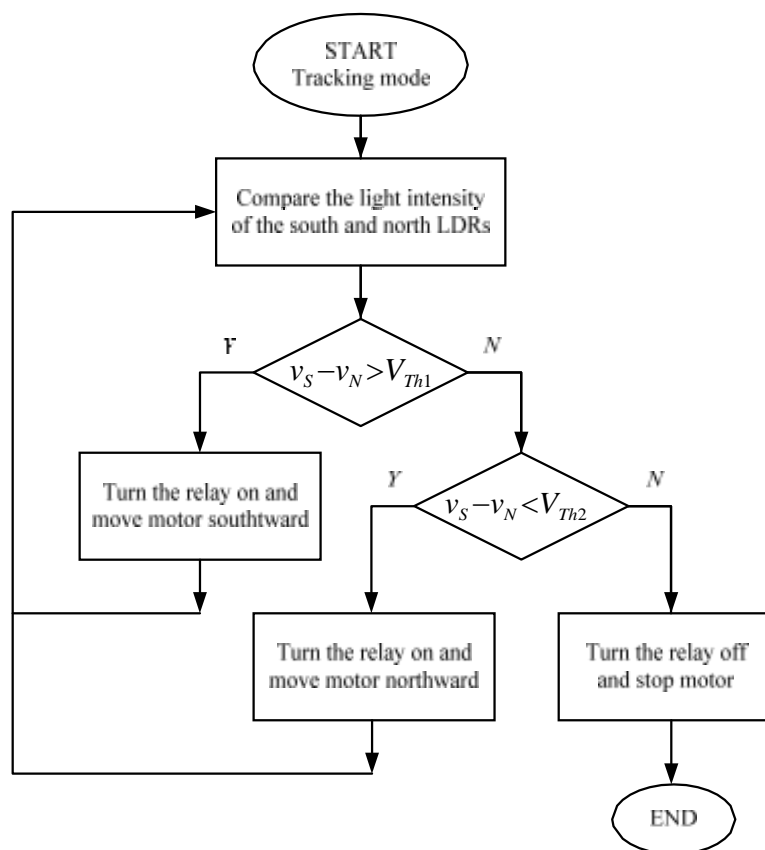 START
Tracking mode
Compare the light intensity
of the south and north LDRs
N
v_S − v_N > V_Th1
Turn the relay on and
move motor southtward
Y
N
v_S − v_N < V_Th2
Turn the relay on and
move motor northward
Turn the relay off
and stop motor
END